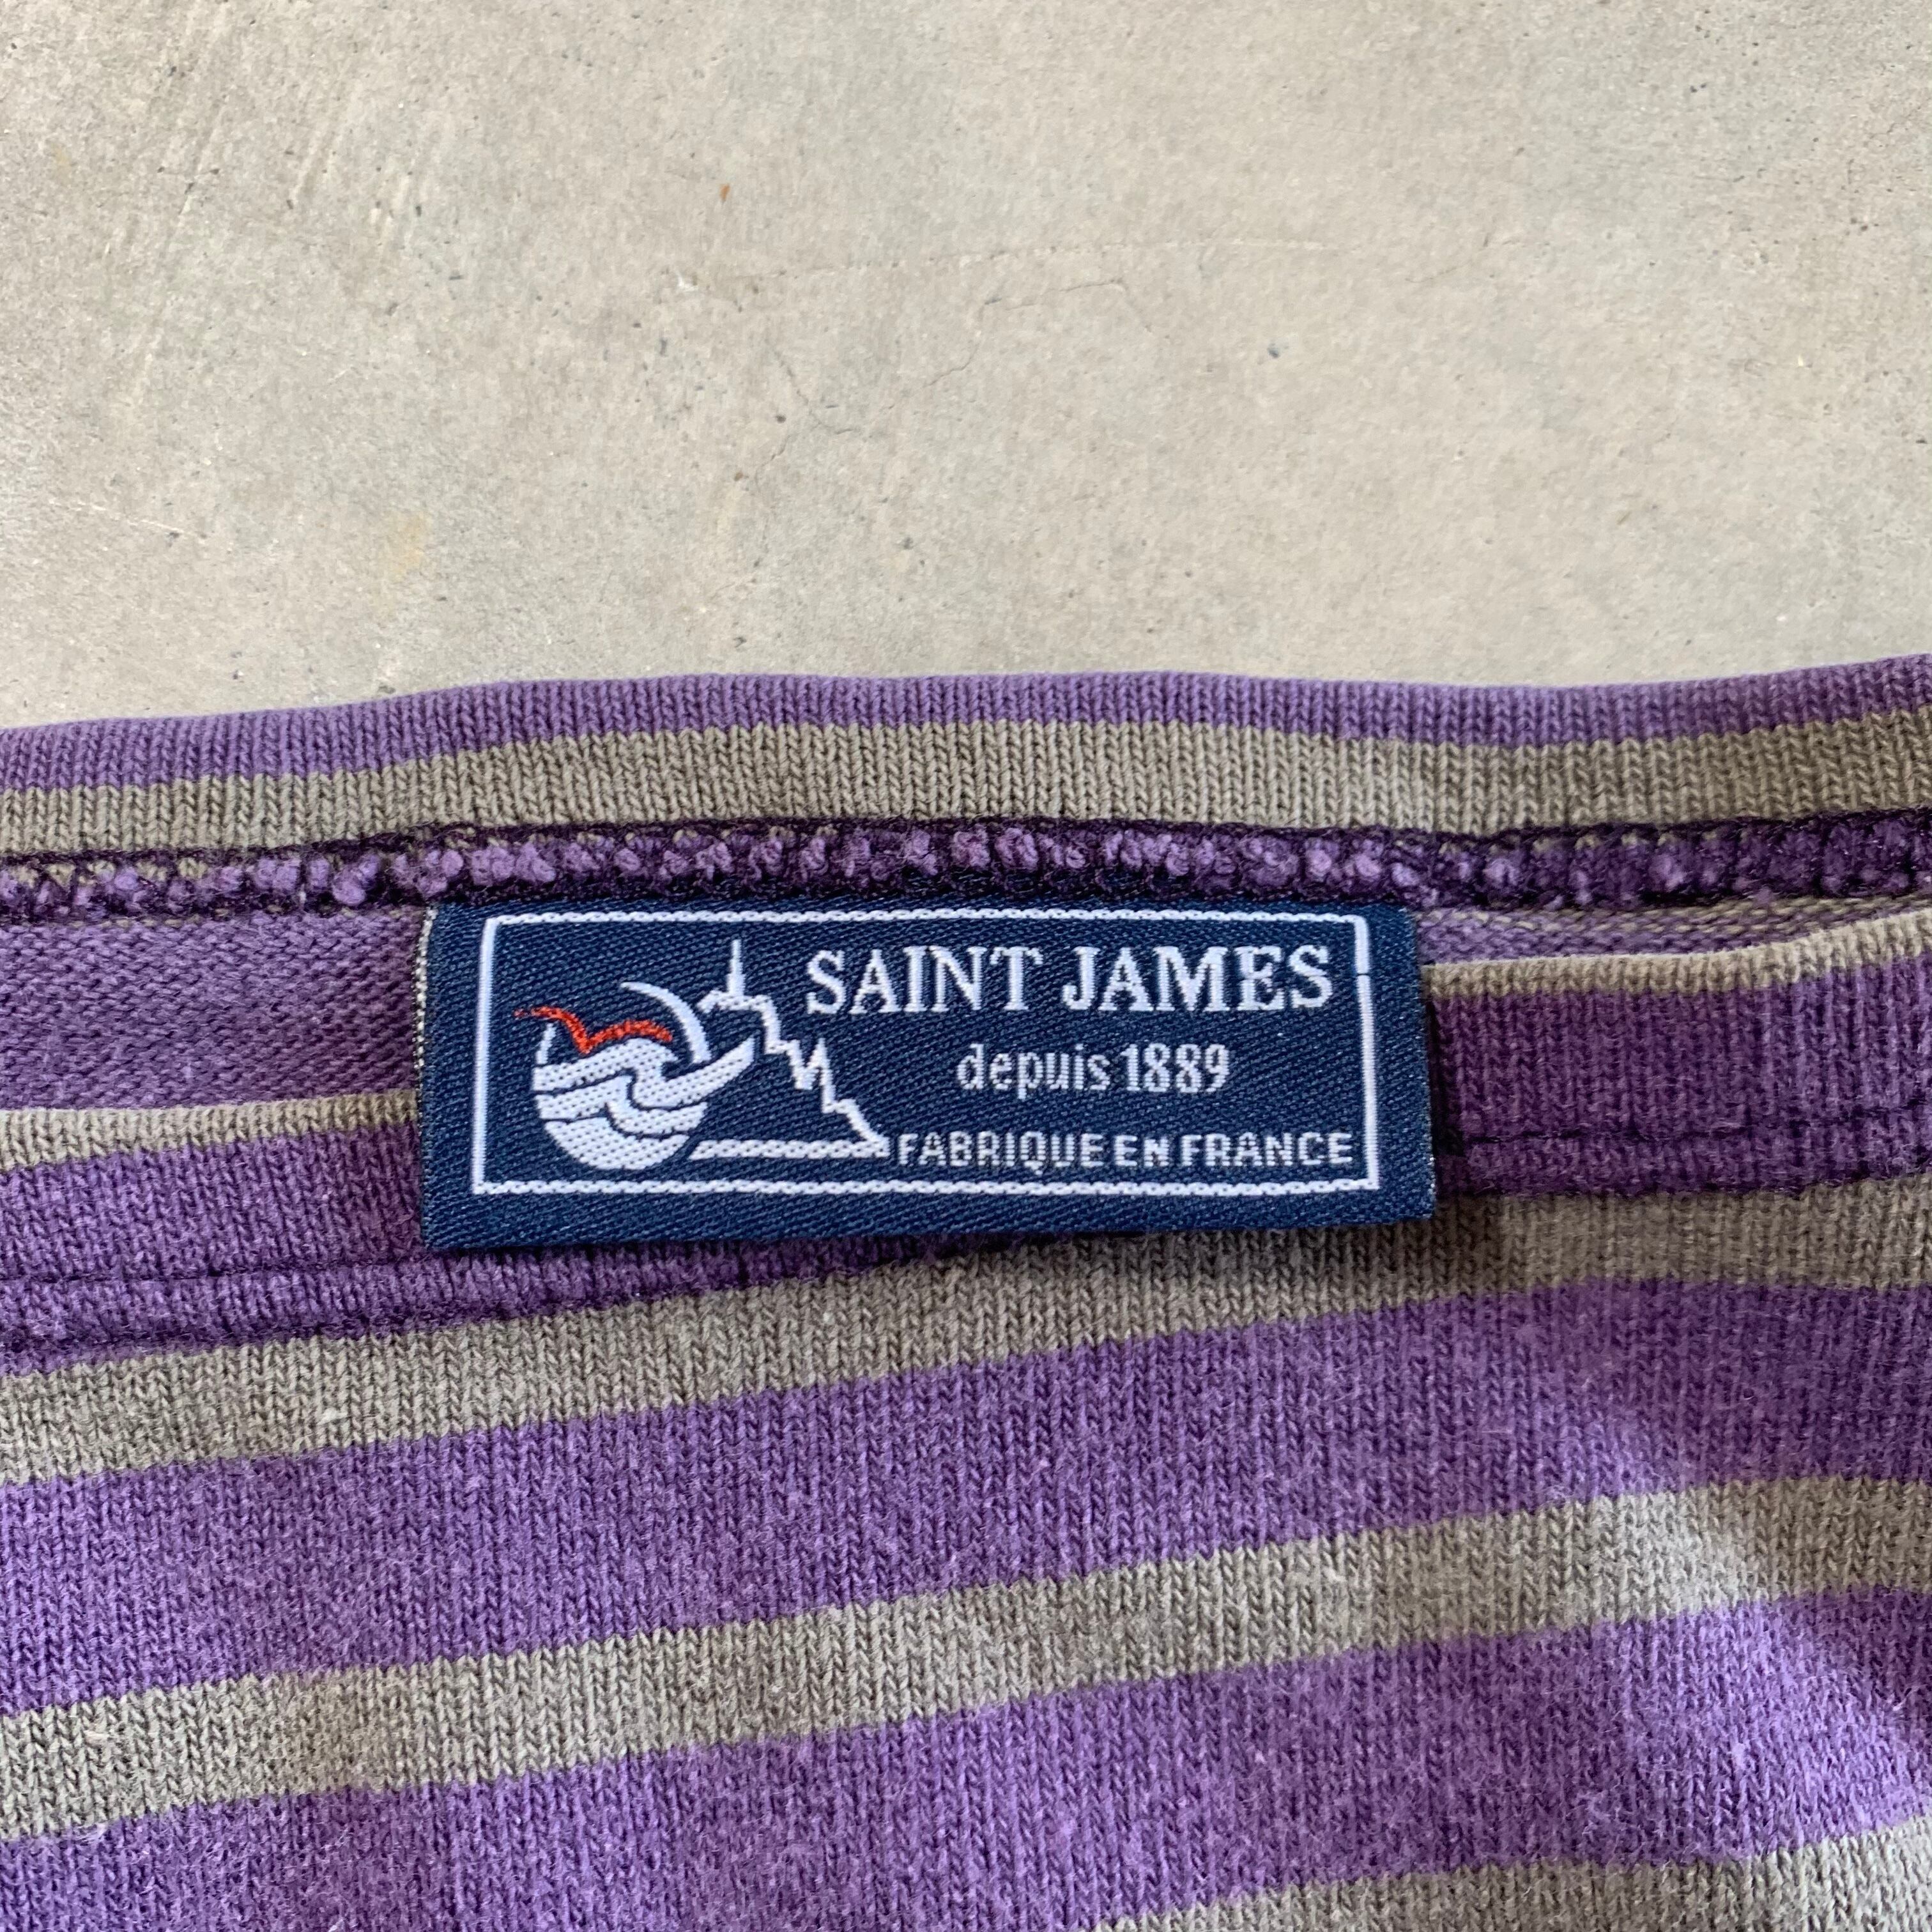 SAINT JAMES
depuis 1889
FABRIQUE EN FRANCE